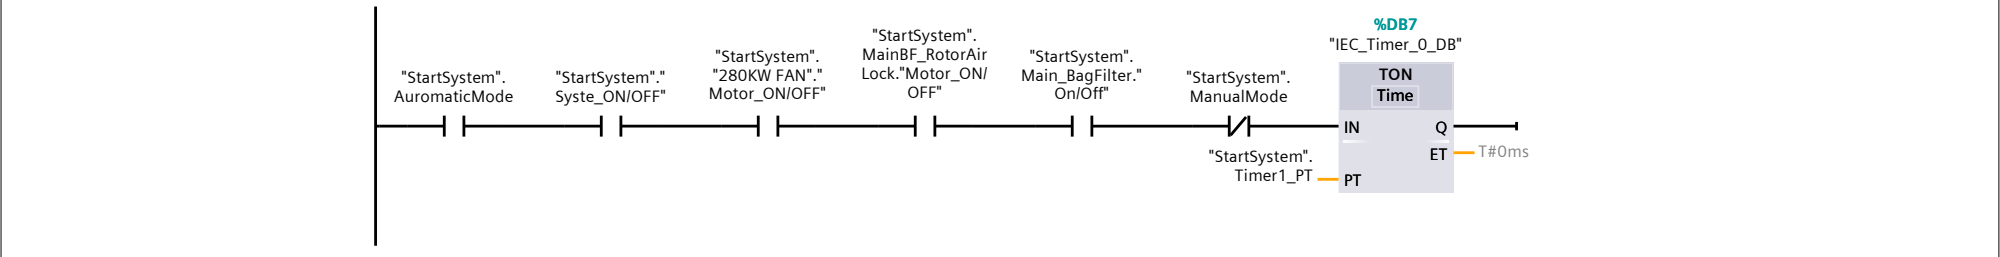 "StartSystem".
AuromaticMode
"StartSystem"."
Syste_ON/OFF"
"StartSystem".
"280KW FAN"."
Motor_ON/OFF"
"StartSystem".
MainBF_RotorAir
Lock."Motor_ON/
OFF"
"StartSystem".
Main_BagFilter."
On/Off"
"StartSystem".
ManualMode
%DB7
"IEC_Timer_0_DB"
TON
Time
IN
Q
"StartSystem".
Timer1_PT
PT
ET
T#0ms